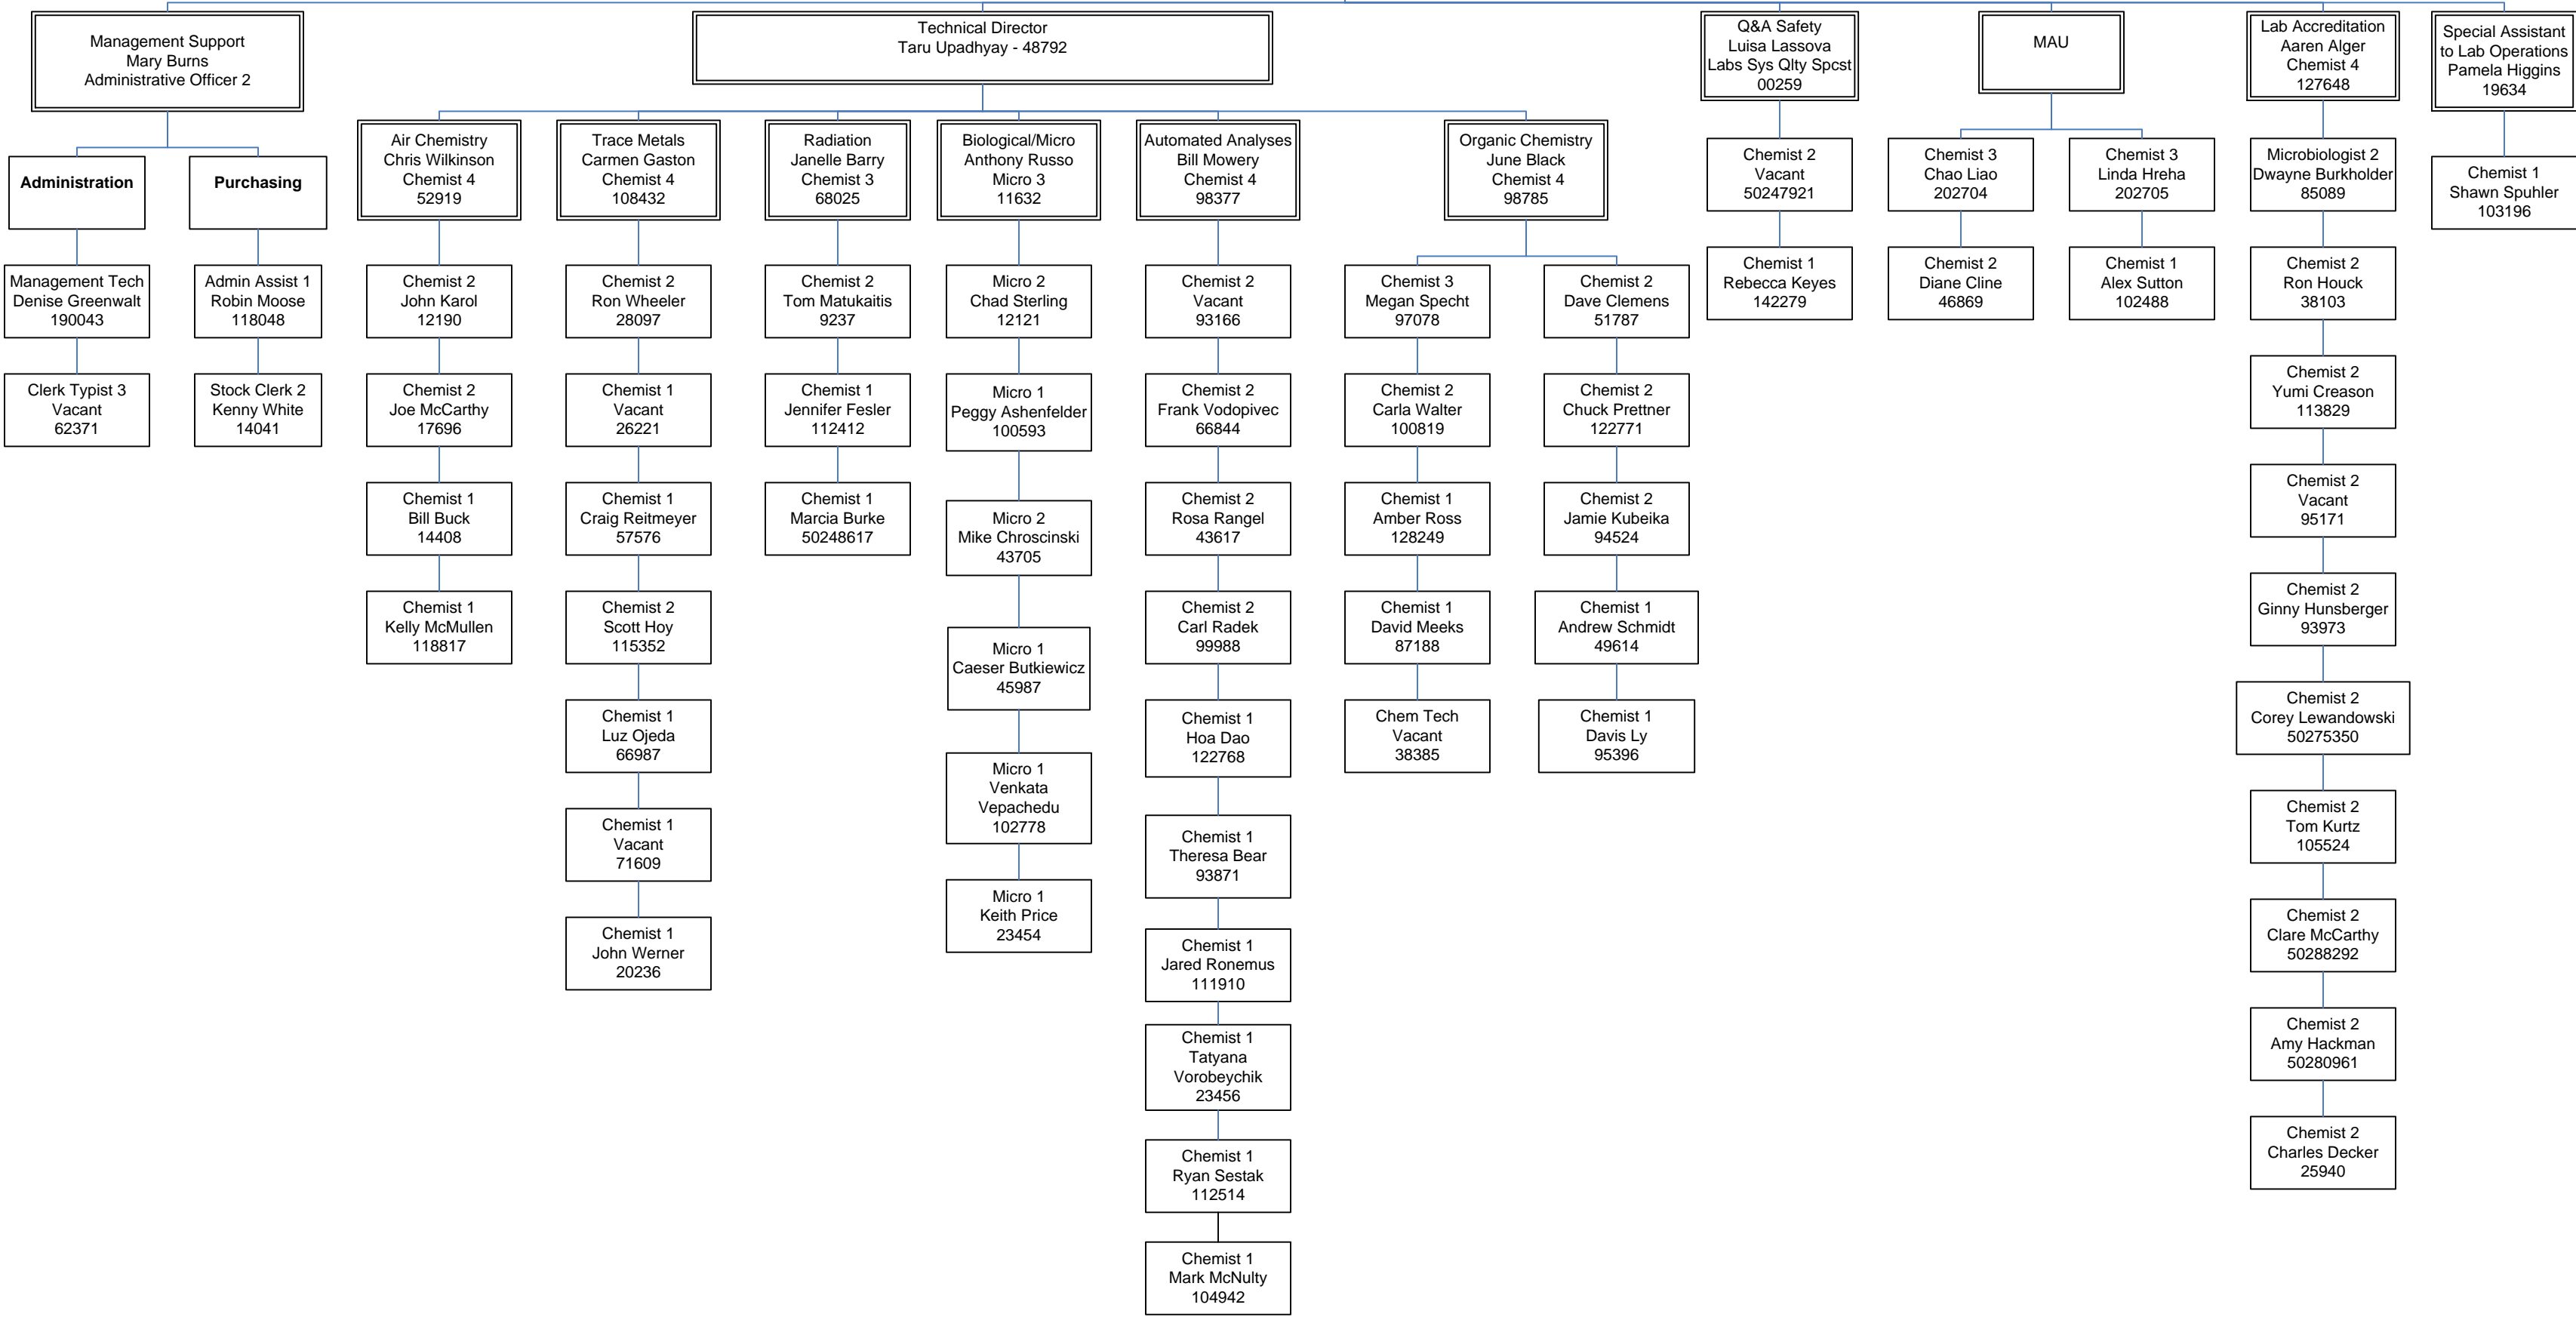 Management Support
Mary Burns
Administrative Officer 2
Technical Director
Taru Upadhyay - 48792
Q&A Safety
Luisa Lassova
Labs Sys Qlty Spcst
00259
MAU
Lab Accreditation
Aaren Alger
Chemist 4
127648
Special Assistant
to Lab Operations
Pamela Higgins
19634
Administration
Management Tech
Denise Greenwalt
190043
Clerk Typist 3
Vacant
62371
Purchasing
Admin Assist 1
Robin Moose
118048
Stock Clerk 2
Kenny White
14041
Air Chemistry
Chris Wilkinson
Chemist 4
52919
Chemist 2
John Karol
12190
Chemist 2
Joe McCarthy
17696
Chemist 1
Bill Buck
14408
Chemist 1
Kelly McMullen
118817
Trace Metals
Carmen Gaston
Chemist 4
108432
Chemist 2
Ron Wheeler
28097
Chemist 1
Vacant
26221
Chemist 1
Craig Reitmeyer
57576
Chemist 2
Scott Hoy
115352
Chemist 1
Luz Ojeda
66987
Chemist 1
Vacant
71609
Chemist 1
John Werner
20236
Radiation
Janelle Barry
Chemist 3
68025
Chemist 2
Tom Matukaitis
9237
Chemist 1
Jennifer Fesler
112412
Chemist 1
Marcia Burke
50248617
Biological/Micro
Anthony Russo
Micro 3
11632
Micro 2
Chad Sterling
12121
Micro 1
Peggy Ashenfelder
100593
Micro 2
Mike Chroscinski
43705
Micro 1
Caeser Butkiewicz
45987
Micro 1
Venkata
Vepachedu
102778
Micro 1
Keith Price
23454
Automated Analyses
Bill Mowery
Chemist 4
98377
Chemist 2
Vacant
93166
Chemist 2
Frank Vodopivec
66844
Chemist 2
Rosa Rangel
43617
Chemist 2
Carl Radek
99988
Chemist 1
Hoa Dao
122768
Chemist 1
Theresa Bear
93871
Chemist 1
Jared Ronemus
111910
Chemist 1
Tatyana
Vorobeychik
23456
Chemist 1
Ryan Sestak
112514
Chemist 1
Mark McNulty
104942
Organic Chemistry
June Black
Chemist 4
98785
Chemist 3
Megan Specht
97078
Chemist 2
Carla Walter
100819
Chemist 1
Amber Ross
128249
Chemist 1
David Meeks
87188
Chem Tech
Vacant
38385
Chemist 2
Dave Clemens
51787
Chemist 2
Chuck Prettner
122771
Chemist 2
Jamie Kubeika
94524
Chemist 1
Andrew Schmidt
49614
Chemist 1
Davis Ly
95396
Chemist 2
Vacant
50247921
Chemist 1
Rebecca Keyes
142279
Chemist 3
Chao Liao
202704
Chemist 2
Diane Cline
46869
Chemist 3
Linda Hreha
202705
Chemist 1
Alex Sutton
102488
Microbiologist 2
Dwayne Burkholder
85089
Chemist 2
Ron Houck
38103
Chemist 2
Yumi Creason
113829
Chemist 2
Vacant
95171
Chemist 2
Ginny Hunsberger
93973
Chemist 2
Corey Lewandowski
50275350
Chemist 2
Tom Kurtz
105524
Chemist 2
Clare McCarthy
50288292
Chemist 2
Amy Hackman
50280961
Chemist 2
Charles Decker
25940
Chemist 1
Shawn Spuhler
103196